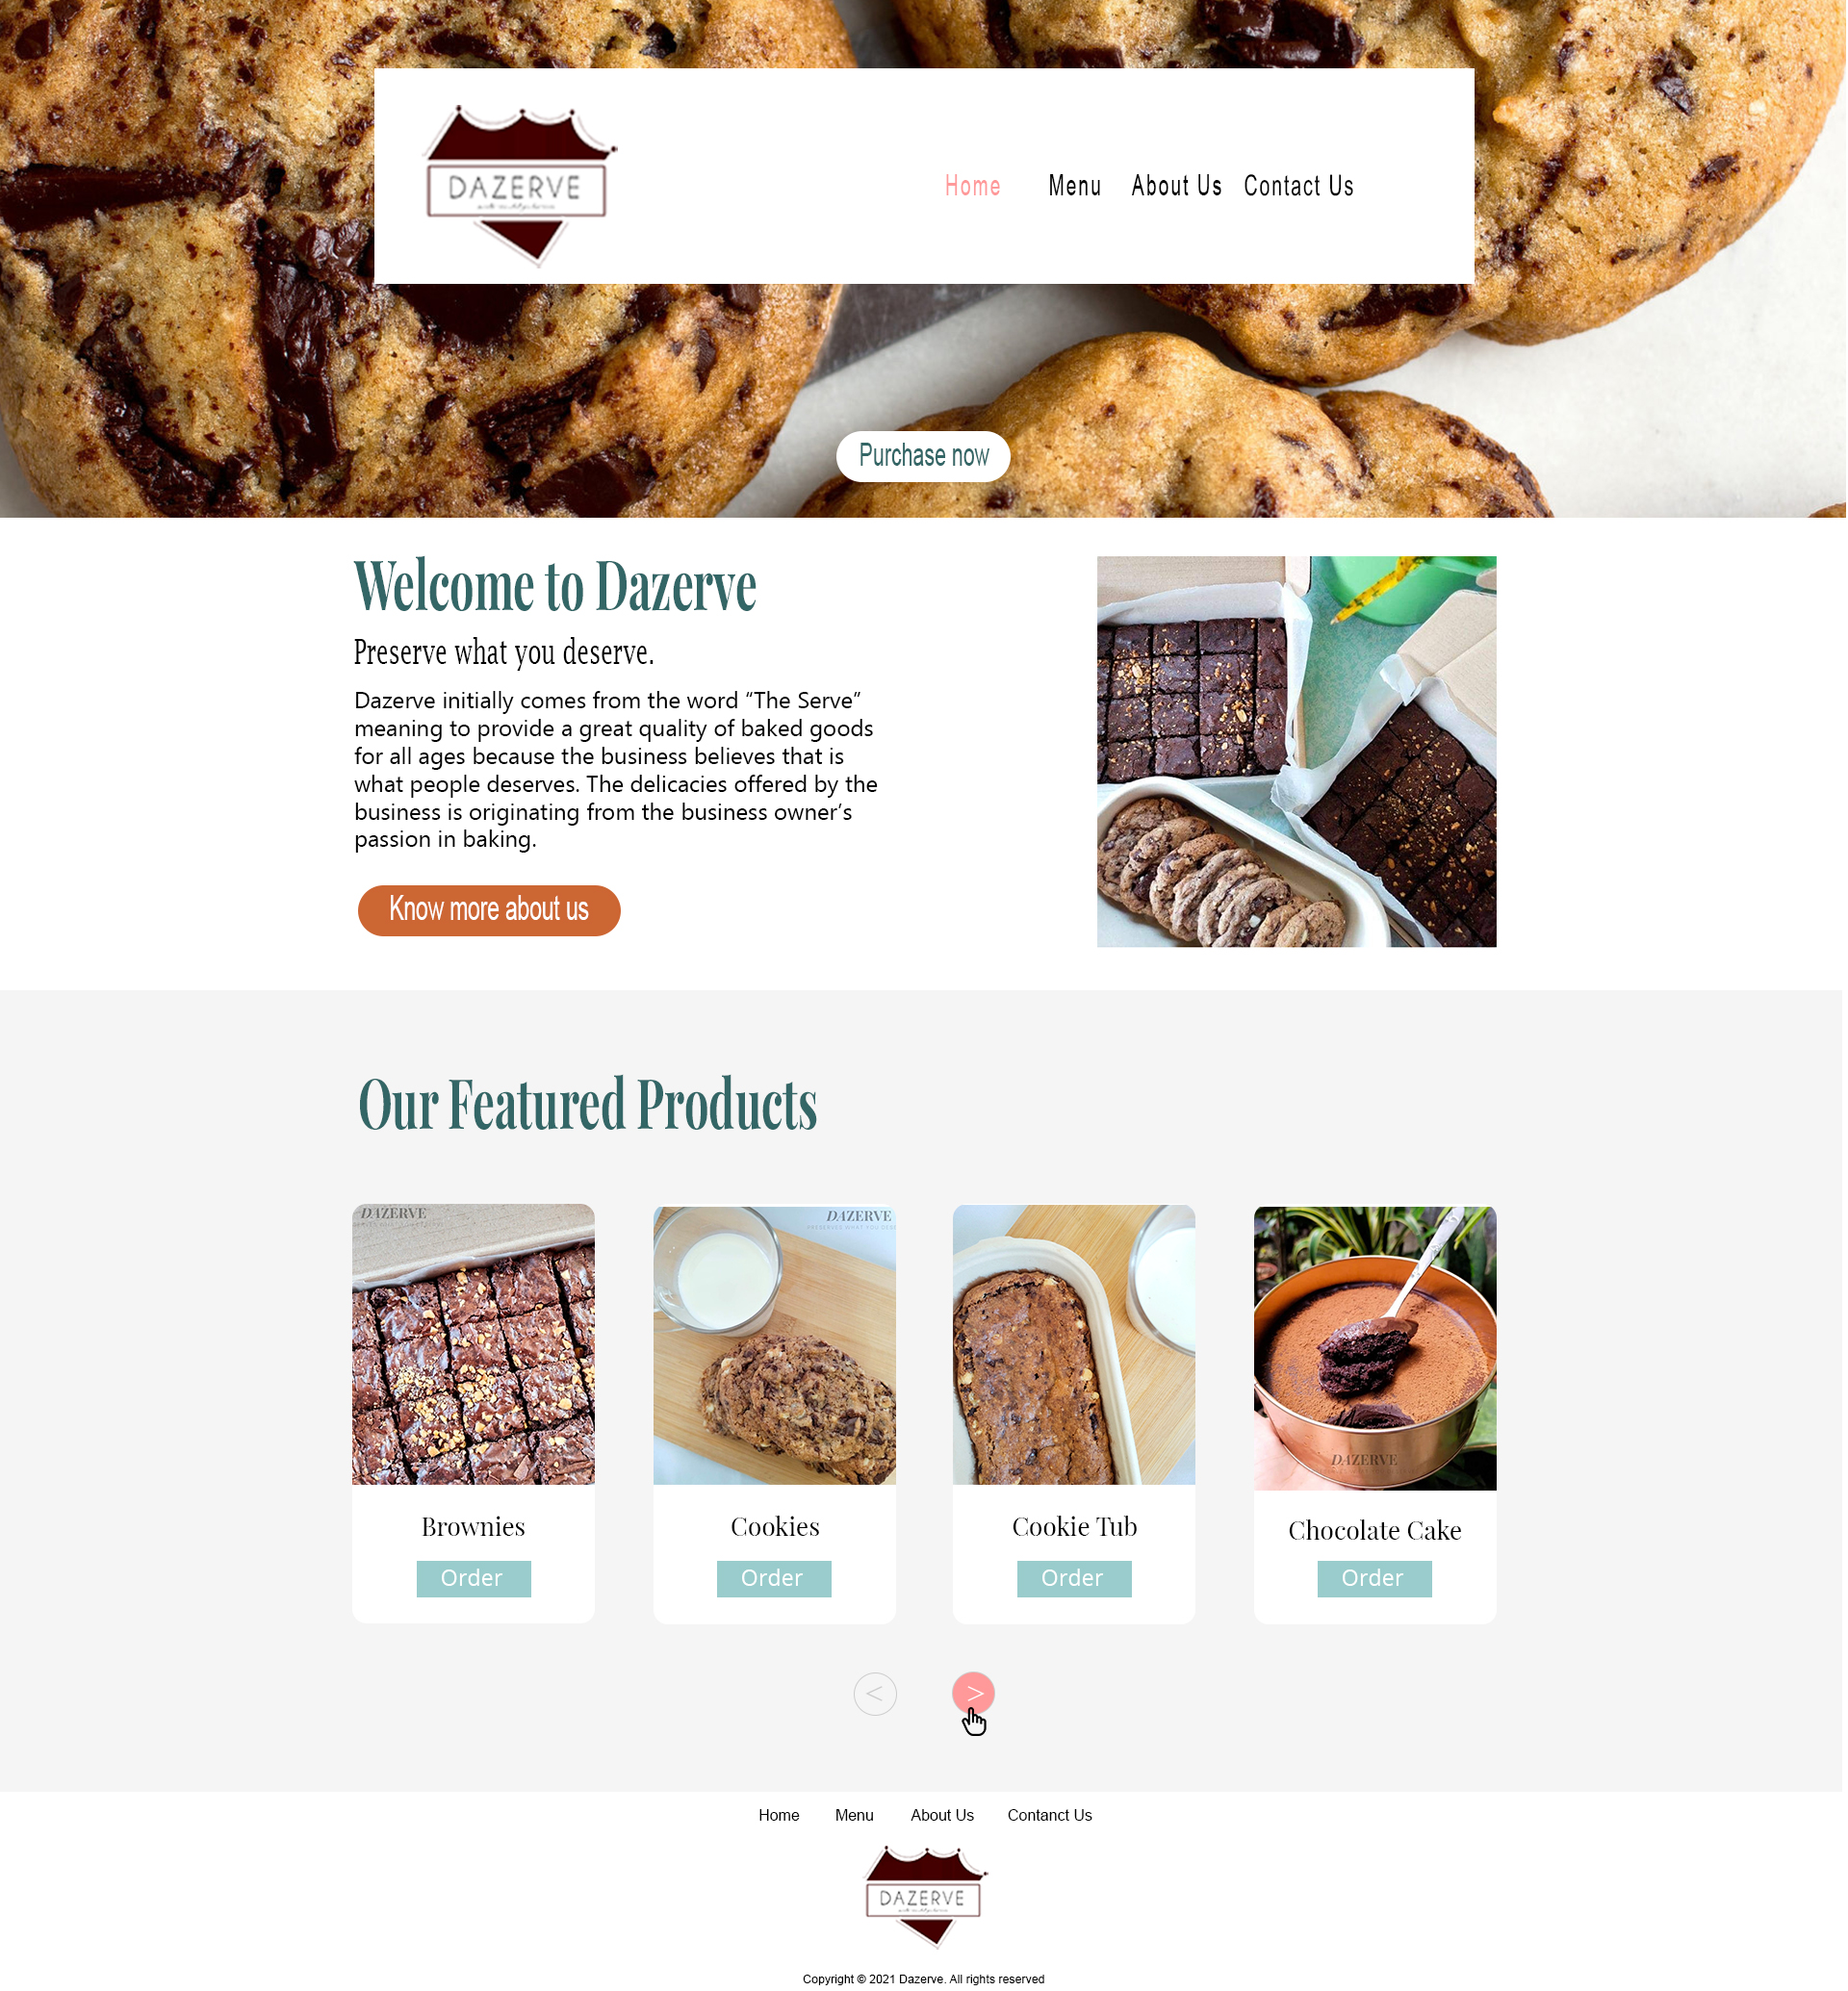 DAZERVE
Home Menu About Us Contact Us
Purchase now
Welcome to Dazerve
Preserve what you deserve.
Dazerve initially comes from the word “The Serve”
meaning to provide a great quality of baked goods
for all ages because the business believes that is
what people deserves. The delicacies offered by the
business is originating from the business owner’s
passion in baking.
Know more about us
Our Featured Products
DAZERVE
DAZERVE
DAZERVE
Brownies
Cookies
Cookie Tub
Chocolate Cake
Order
Order
Order
Order
<
>
Home Menu About Us Contanct Us
DAZERVE
Copyright © 2021 Dazerve. All rights reserved